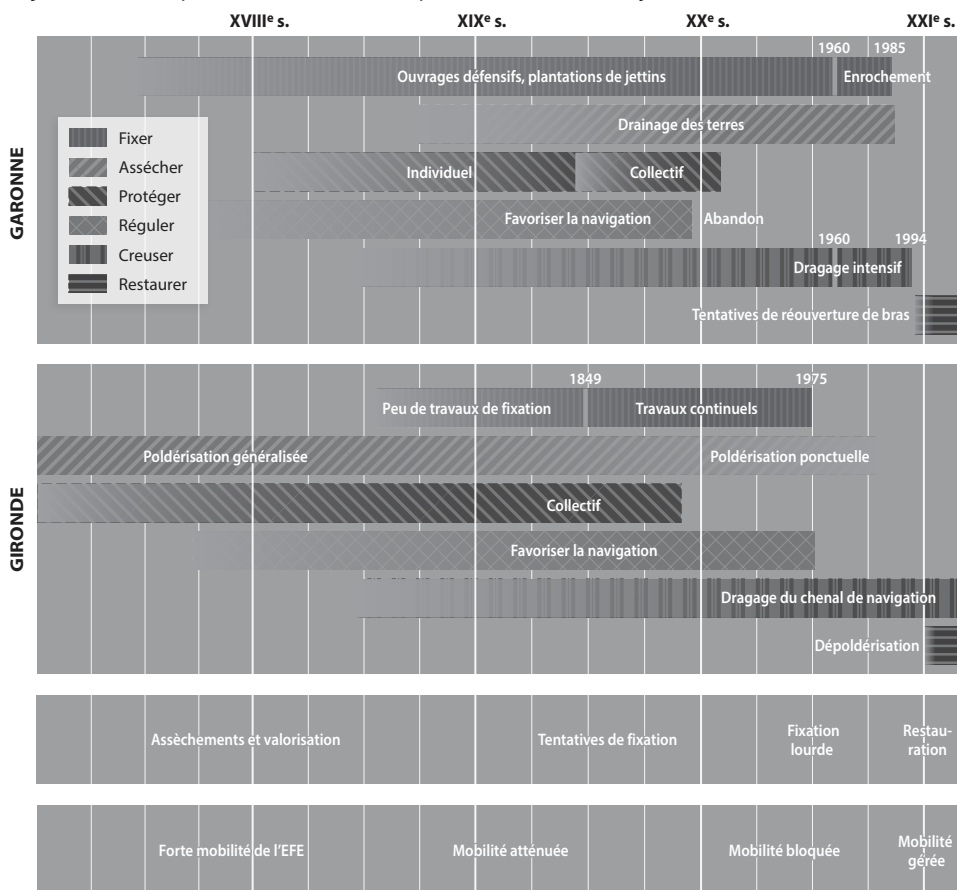 XVIIIe s. XIXe s. XXe s. XXIe s.
GARONNE
1960 1985
Ouvrages défensifs, plantations de jettins Enrochement
Drainage des terres
Fixer
Assécher
Protéger
Réguler
Creuser
Restaurer
Individuel Collectif
Favoriser la navigation Abandon
1960 1994
Dragage intensif
Tentatives de réouverture de bras
GIRONDE
1849 1975
Peu de travaux de fixation Travaux continuels
Poldérisation généralisée Poldérisation ponctuelle
Collectif
Favoriser la navigation
Dragage du chenal de navigation
Dépoldérisation
Assèchements et valorisation Tentatives de fixation Fixation Restau-
lourde ration
Forte mobilité de l'EFE Mobilité atténuée Mobilité bloquée Mobilité
gérée